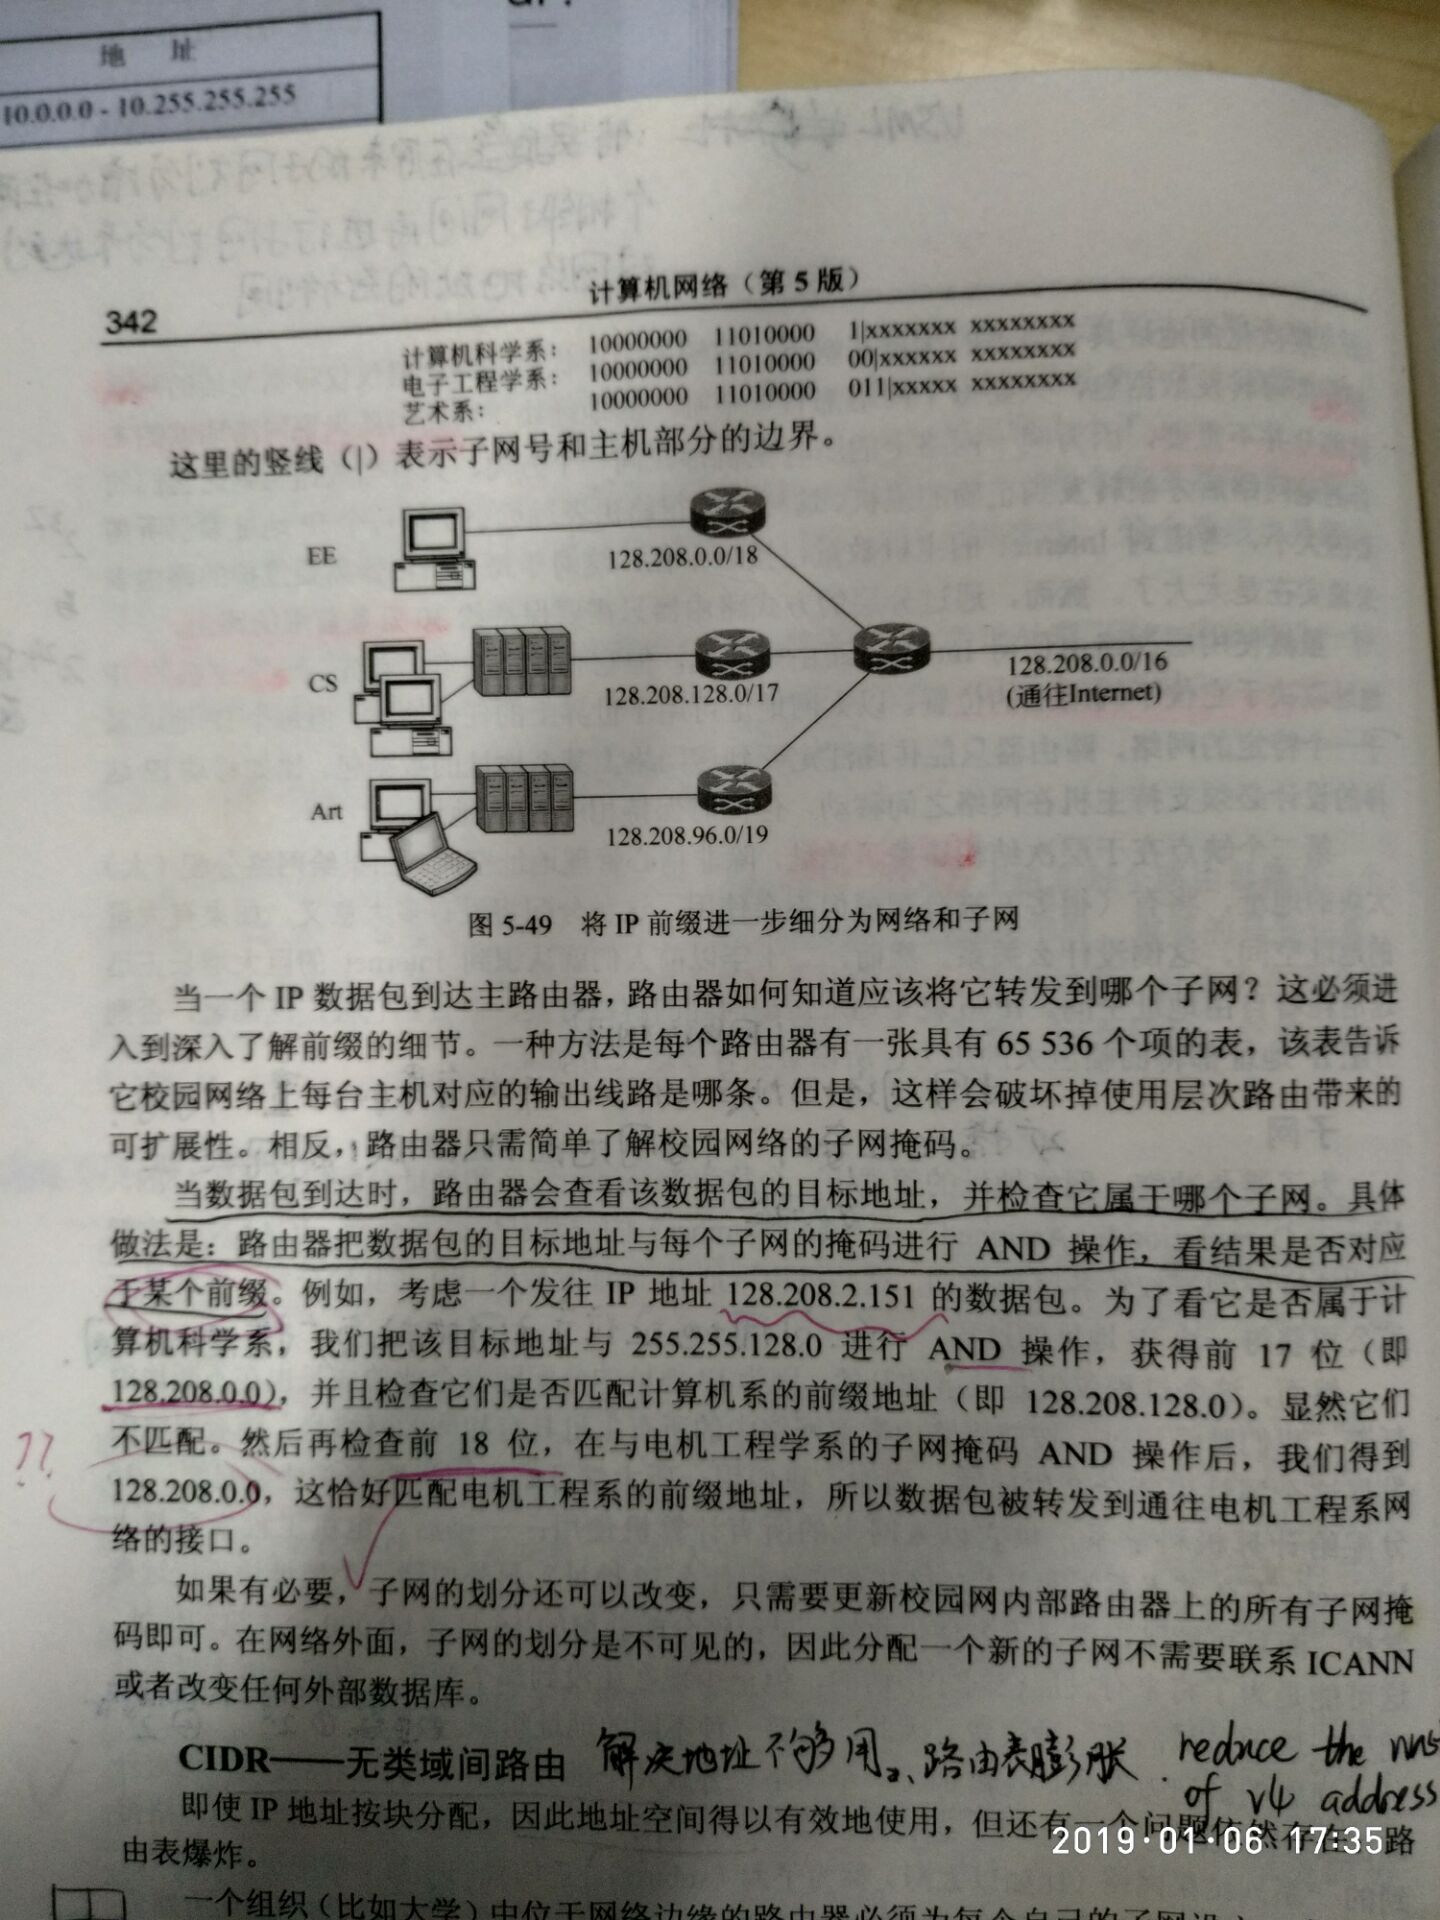 地 址
10.0.0.0 - 10.255.255.255
342
计算机网络（第 5 版）
计算机科学系： 10000000 11010000 1|xxxxxxx xxxxxxxx
电子工程学系： 10000000 11010000 00|xxxxxx xxxxxxxx
艺术系： 10000000 11010000 011|xxxxx xxxxxxxx
这里的竖线（|）表示子网号和主机部分的边界。
EE
128.208.0.0/18
CS
128.208.128.0/17
128.208.0.0/16
(通往Internet)
Art
128.208.96.0/19
图 5-49 将 IP 前缀进一步细分为网络和子网
当一个 IP 数据包到达主路由器，路由器如何知道应该将它转发到哪个子网？这必须进
入到深入了解前缀的细节。一种方法是每个路由器有一张具有 65 536 个项的表，该表告诉
它校园网络上每台主机对应的输出线路是哪条。但是，这样会破坏掉使用层次路由带来的
可扩展性。相反，路由器只需简单了解校园网络的子网掩码。
当数据包到达时，路由器会查看该数据包的目标地址，并检查它属于哪个子网。具体
做法是：路由器把数据包的目标地址与每个子网的掩码进行 AND 操作，看结果是否对应
于某个前缀。例如，考虑一个发往 IP 地址 128.208.2.151 的数据包。为了看它是否属于计
算机科学系，我们把该目标地址与 255.255.128.0 进行 AND 操作，获得前 17 位（即
128.208.0.0），并且检查它们是否匹配计算机系的前缀地址（即 128.208.128.0）。显然它们
不匹配。然后再检查前 18 位，在与电机工程学系的子网掩码 AND 操作后，我们得到
??
128.208.0.0，这恰好匹配电机工程系的前缀地址，所以数据包被转发到通往电机工程系网
络的接口。
如果有必要，子网的划分还可以改变，只需要更新校园网内部路由器上的所有子网掩
码即可。在网络外面，子网的划分是不可见的，因此分配一个新的子网不需要联系 ICANN
或者改变任何外部数据库。
CIDR——无类域间路由 解决地址不够用。、路由表膨胀 reduce the
of v4 address
即使 IP 地址按块分配，因此地址空间得以有效地使用，但还有一个问题依然存在 路
2019·01·06 17:35
由表爆炸。
一个组织（比如大学）中位于网络边缘的路由器必须为每个自己的子网